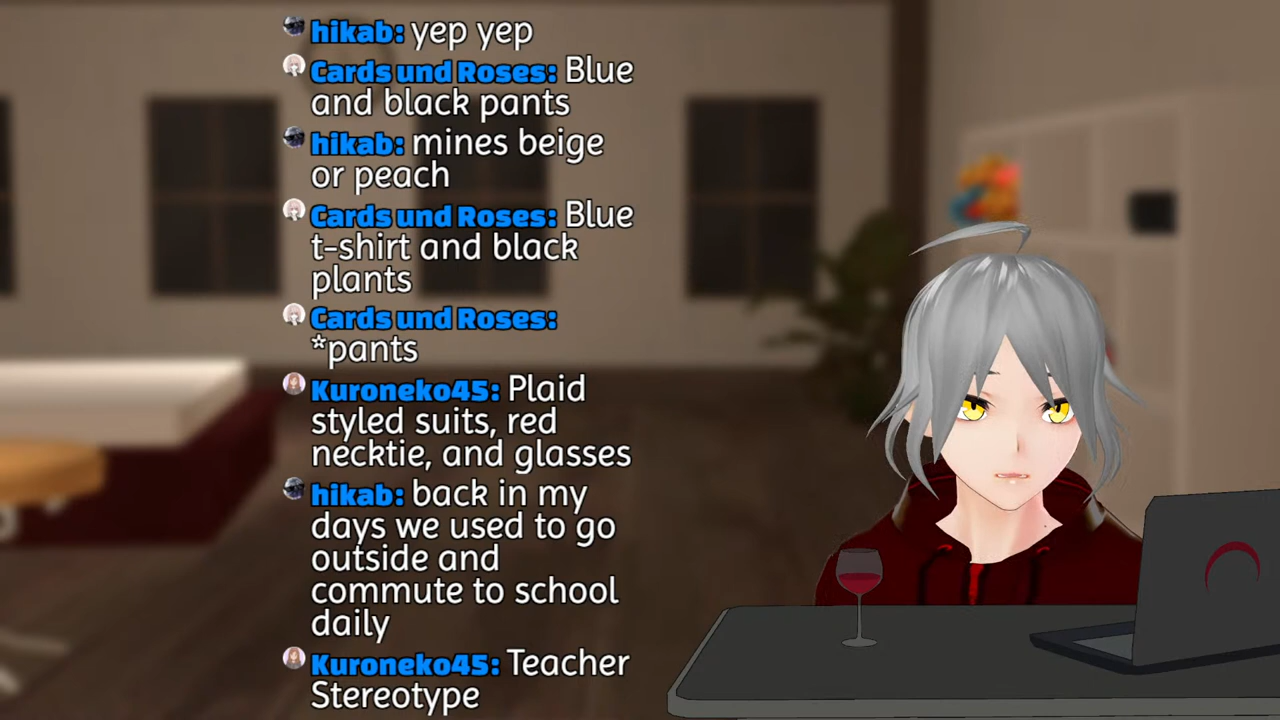 hikab: yep yep
Cards und Roses: Blue
and black pants
hikab: mines beige
or peach
Cards und Roses: Blue
t-shirt and black
plants
Cards und Roses:
*pants
Kuroneko45: Plaid
styled suits, red
necktie, and glasses
hikab: back in my
days we used to go
outside and
commute to school
daily
Kuroneko45: Teacher
Stereotype